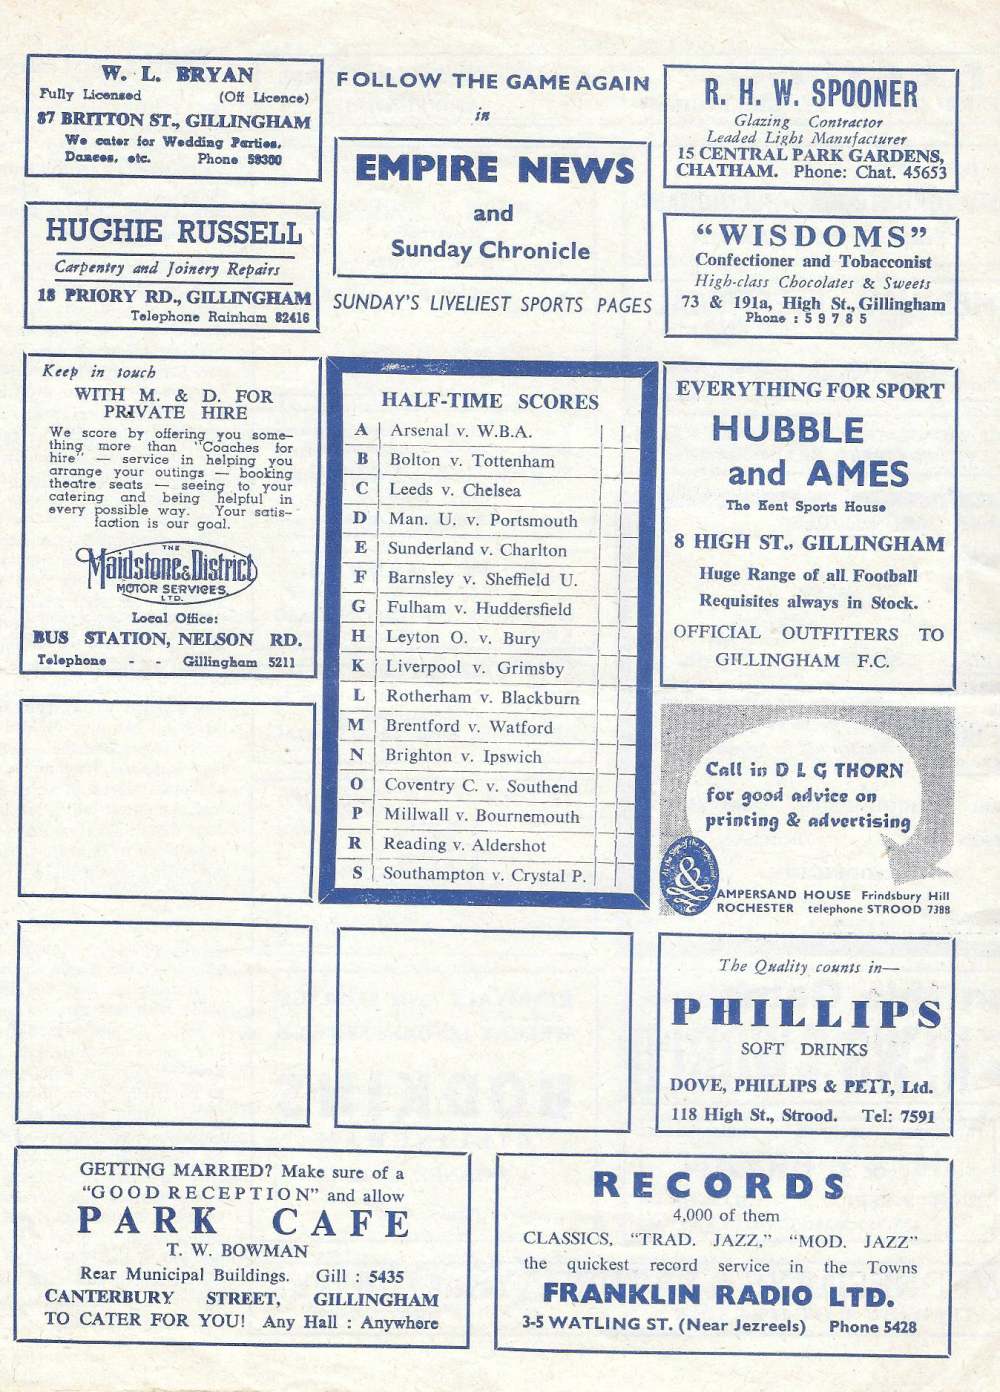 W. L. BRYAN
Fully Licensed (Off Licence)
87 BRITTON ST., GILLINGHAM
We cater for Wedding Parties,
Dances, etc. Phone 59300
FOLLOW THE GAME AGAIN
in
EMPIRE NEWS
and
Sunday Chronicle
SUNDAY'S LIVELIEST SPORTS PAGES
R. H. W. SPOONER
Glazing Contractor
Leaded Light Manufacturer
15 CENTRAL PARK GARDENS,
CHATHAM. Phone: Chat. 45653
HUGHIE RUSSELL
Carpentry and Joinery Repairs
18 PRIORY RD., GILLINGHAM
Telephone Rainham 82416
"WISDOMS"
Confectioner and Tobacconist
High-class Chocolates & Sweets
73 & 191a, High St., Gillingham
Phone : 59785
Keep in touch
WITH M. & D. FOR
PRIVATE HIRE
We score by offering you some-
thing more than "Coaches for
hire" — service in helping you
arrange your outings — booking
theatre seats — seeing to your
catering and being helpful in
every possible way. Your satis-
faction is our goal.
THE
Maidstone & District
MOTOR SERVICES
LTD.
Local Office:
BUS STATION, NELSON RD.
Telephone - - Gillingham 5211
HALF-TIME SCORES
A Arsenal v. W.B.A.
B Bolton v. Tottenham
C Leeds v. Chelsea
D Man. U. v. Portsmouth
E Sunderland v. Charlton
F Barnsley v. Sheffield U.
G Fulham v. Huddersfield
H Leyton O. v. Bury
K Liverpool v. Grimsby
L Rotherham v. Blackburn
M Brentford v. Watford
N Brighton v. Ipswich
O Coventry C. v. Southend
P Millwall v. Bournemouth
R Reading v. Aldershot
S Southampton v. Crystal P.
EVERYTHING FOR SPORT
HUBBLE
and AMES
The Kent Sports House
8 HIGH ST., GILLINGHAM
Huge Range of all Football
Requisites always in Stock.
OFFICIAL OUTFITTERS TO
GILLINGHAM F.C.
Call in D L G THORN
for good advice on
printing & advertising
At the Sign of the Ampersand
&
AMPERSAND HOUSE Frindsbury Hill
ROCHESTER telephone STROOD 7388
The Quality counts in—
PHILLIPS
SOFT DRINKS
DOVE, PHILLIPS & PETT, Ltd.
118 High St., Strood. Tel: 7591
GETTING MARRIED? Make sure of a
"GOOD RECEPTION" and allow
PARK CAFE
T. W. BOWMAN
Rear Municipal Buildings. Gill : 5435
CANTERBURY STREET, GILLINGHAM
TO CATER FOR YOU! Any Hall : Anywhere
RECORDS
4,000 of them
CLASSICS, "TRAD. JAZZ," "MOD. JAZZ"
the quickest record service in the Towns
FRANKLIN RADIO LTD.
3-5 WATLING ST. (Near Jezreels) Phone 5428